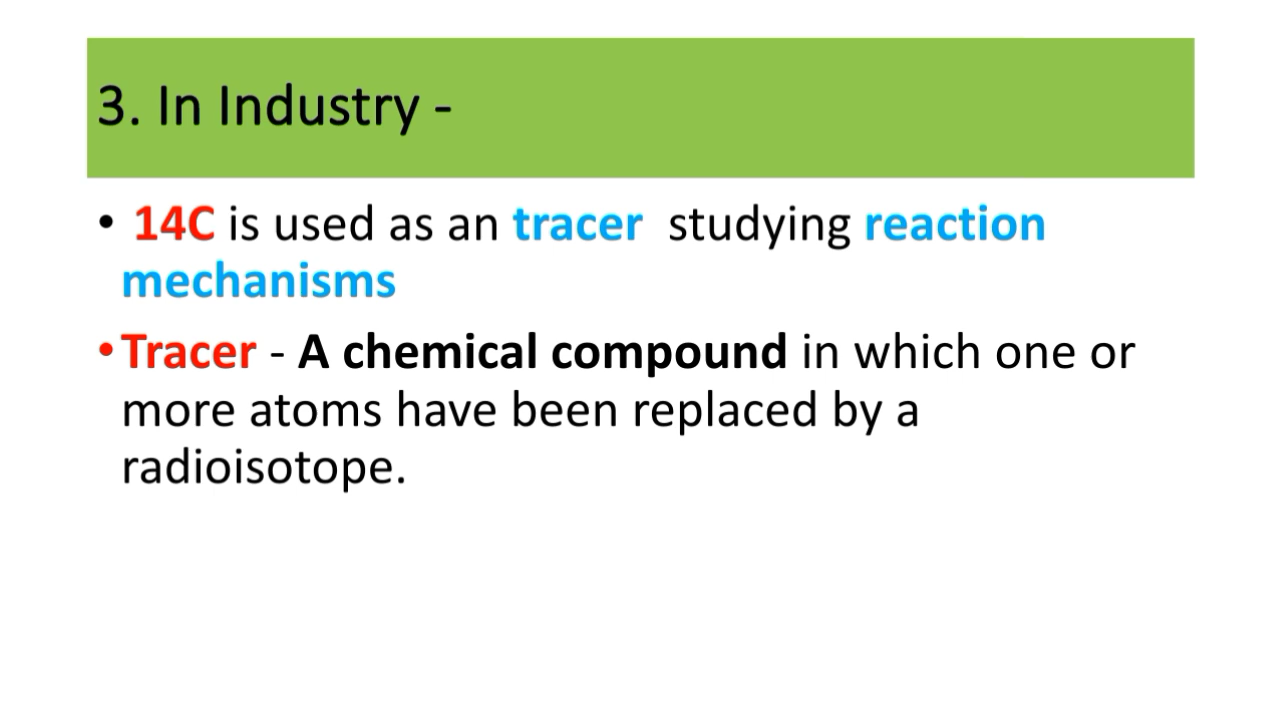 3. In Industry -
• 14C is used as an tracer studying reaction
mechanisms
• Tracer - A chemical compound in which one or
more atoms have been replaced by a
radioisotope.